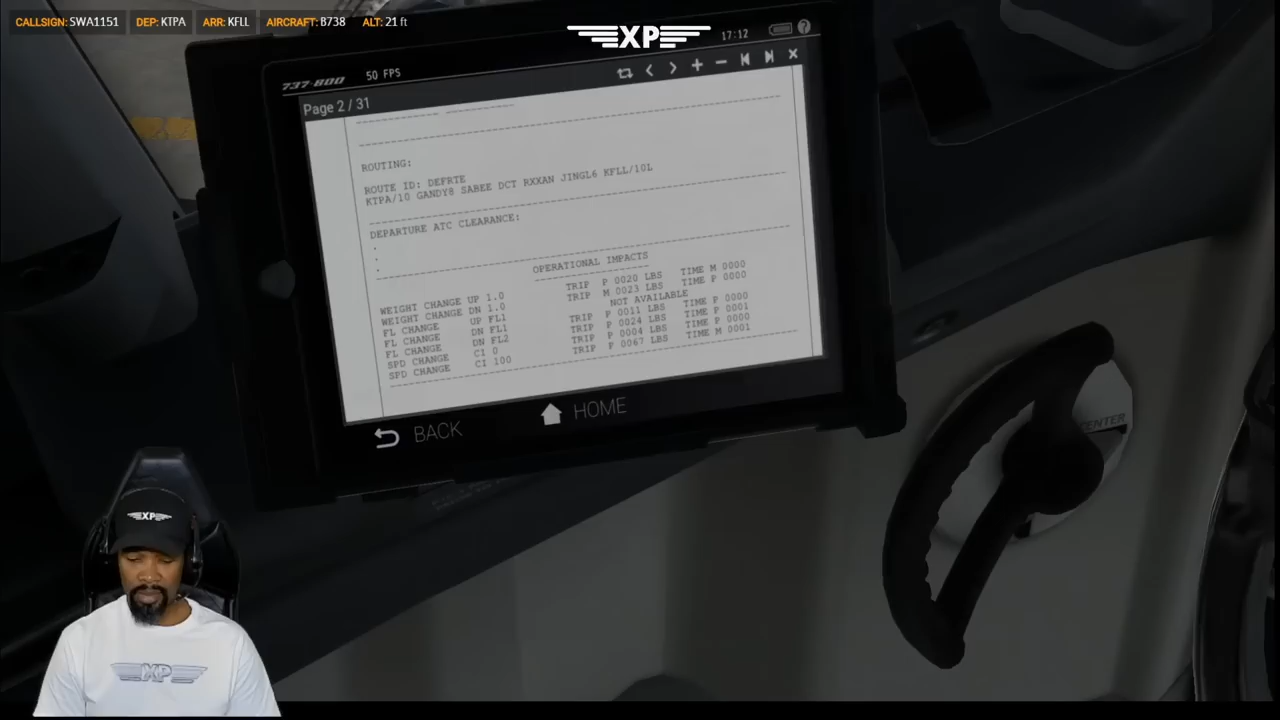 CALLSIGN: SWA1151 DEP: KTPA ARR: KFLL AIRCRAFT: B738 ALT: 21 ft
XP
17:12
737-800 50 FPS
Page 2 / 31
ROUTING:
ROUTE ID: DEFRTE
KTPA/10 GANDY8 SABEE DCT RXXAN JINGL6 KFLL/10L
DEPARTURE ATC CLEARANCE:
OPERATIONAL IMPACTS
WEIGHT CHANGE UP 1.0 TRIP P 0020 LBS TIME M 0000
WEIGHT CHANGE DN 1.0 TRIP M 0023 LBS TIME P 0000
FL CHANGE UP FL1 NOT AVAILABLE
FL CHANGE DN FL1 TRIP P 0011 LBS TIME P 0000
FL CHANGE DN FL2 TRIP P 0024 LBS TIME P 0001
SPD CHANGE CI 0 TRIP P 0004 LBS TIME P 0000
SPD CHANGE CI 100 TRIP P 0067 LBS TIME M 0001
BACK HOME
CENTER
XP
XP